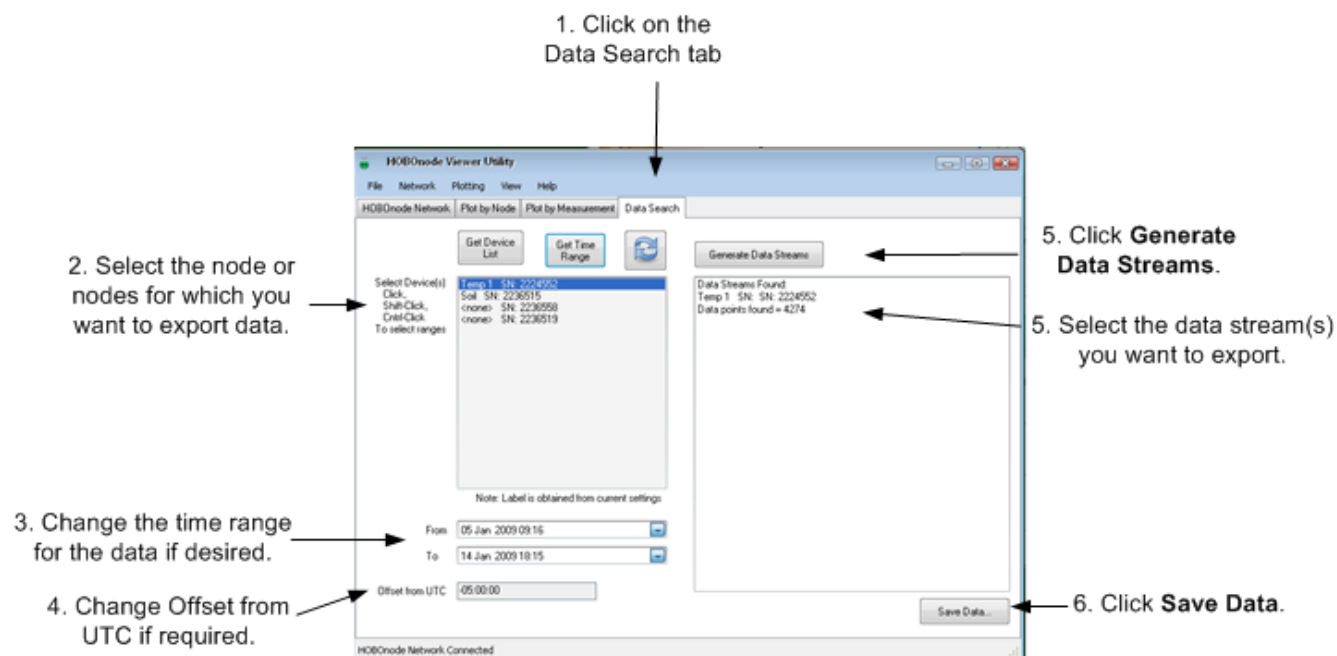 1. Click on the
Data Search tab
HOBOnode Viewer Utility
File Network Plotting View Help
HOBOnode Network Plot by Node Plot by Measurement Data Search
Get Device
List
Get Time
Range
Generate Data Streams
5. Click Generate
Data Streams.
2. Select the node or
nodes for which you
want to export data.
Select Device(s)
Click,
Shift-Click,
Cntrl-Click
To select ranges
Temp 1 SN: 2224552
Soil SN: 2236515
<none> SN: 2236558
<none> SN: 2236519
Data Streams Found:
Temp 1 SN: SN: 2224552
Data points found = 4274
5. Select the data stream(s)
you want to export.
Note: Label is obtained from current settings
3. Change the time range
for the data if desired.
From 05 Jan 2009 09:16
To 14 Jan 2009 18:15
4. Change Offset from
UTC if required.
Offset from UTC -05:00:00
Save Data...
6. Click Save Data.
HOBOnode Network Connected